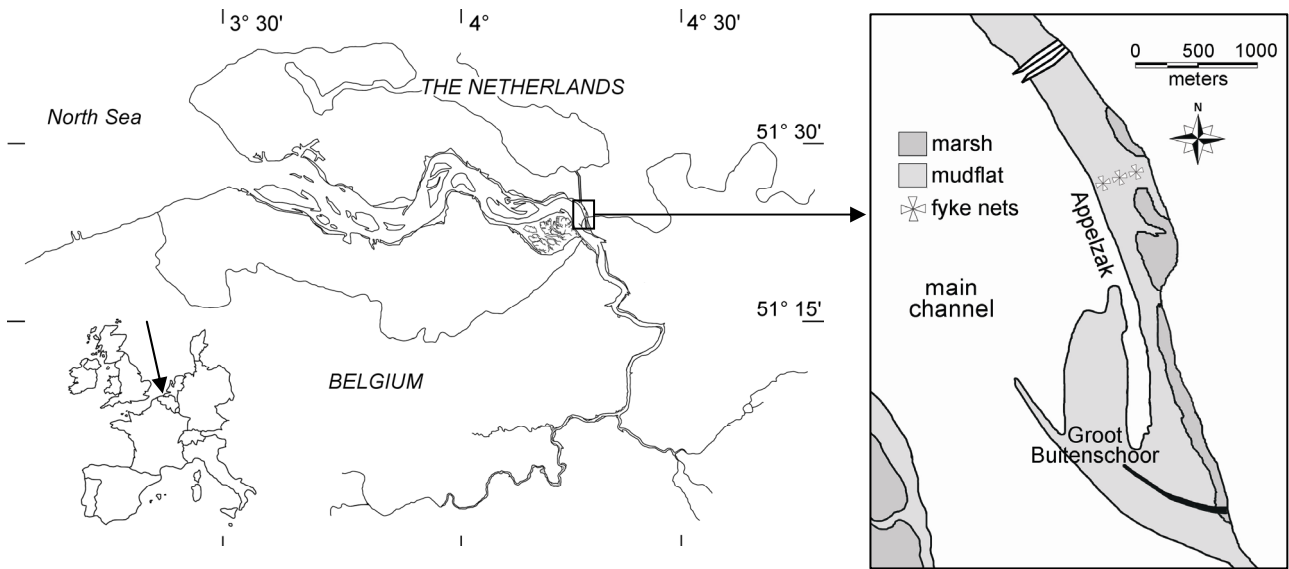 3° 30'
4°
4° 30'
North Sea
THE NETHERLANDS
51° 30'
51° 15'
BELGIUM
0 500 1000
meters
N
marsh
mudflat
fyke nets
Appelzak
main
channel
Groot
Buitenschoor